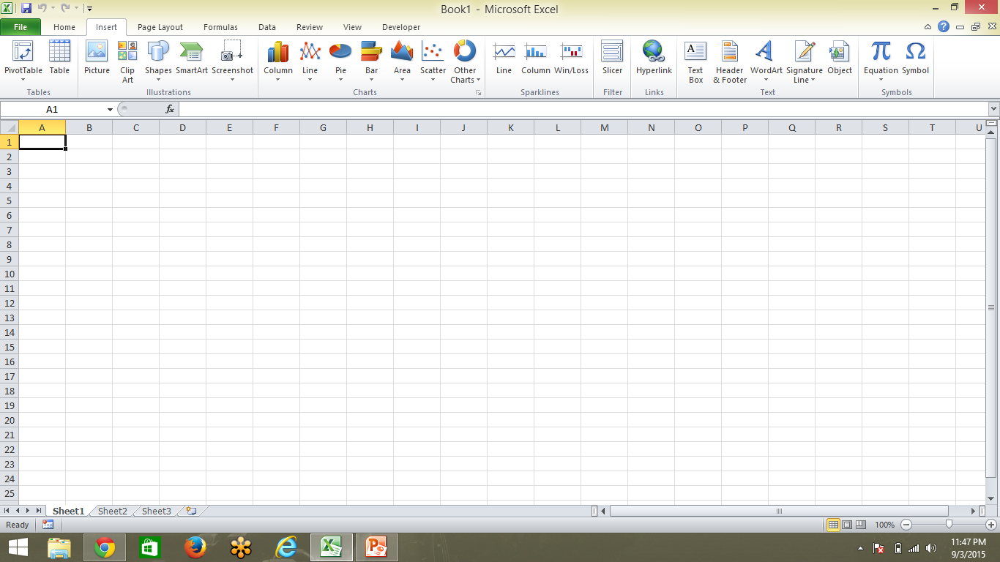 Book1 - Microsoft Excel
File Home Insert Page Layout Formulas Data Review View Developer
PivotTable Table Picture Clip Art Shapes SmartArt Screenshot Column Line Pie Bar Area Scatter Other Charts Line Column Win/Loss Slicer Hyperlink Text Box Header & Footer WordArt Signature Line Object Equation Symbol
Tables Illustrations Charts Sparklines Filter Links Text Symbols
A1 fx
A B C D E F G H I J K L M N O P Q R S T U
1
2
3
4
5
6
7
8
9
10
11
12
13
14
15
16
17
18
19
20
21
22
23
24
25
Sheet1 Sheet2 Sheet3
Ready 100%
11:47 PM
9/3/2015